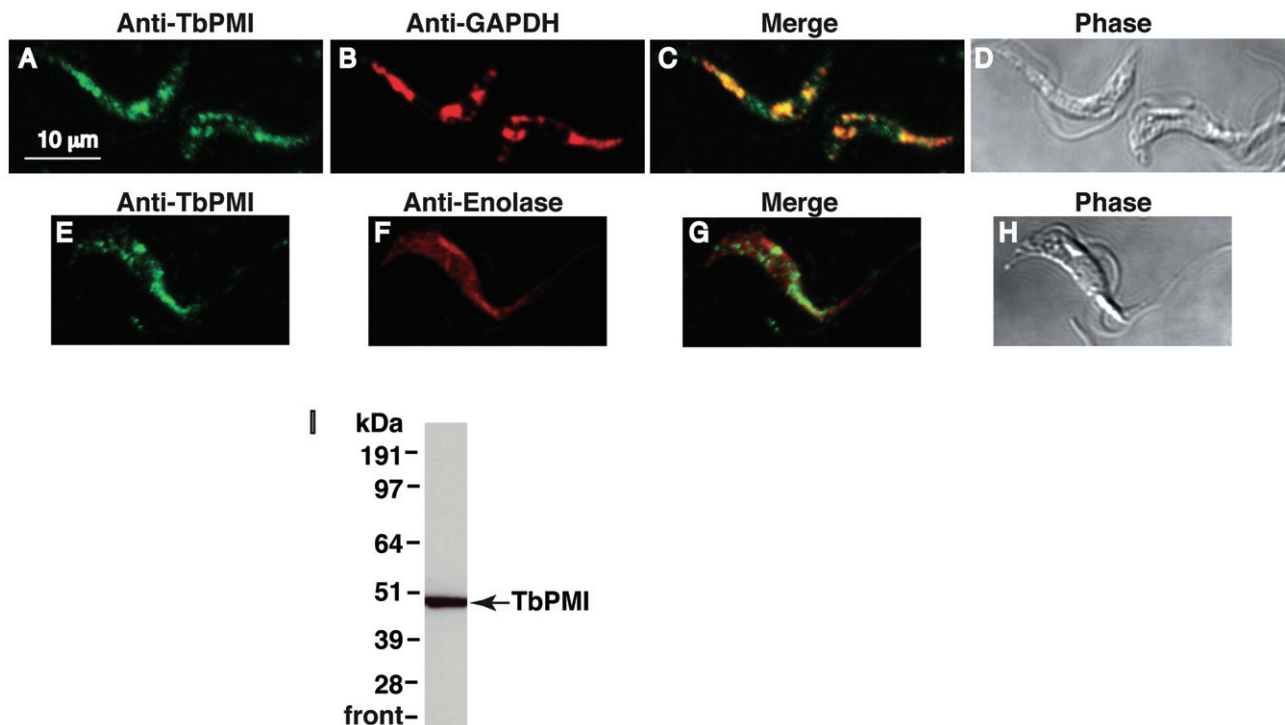 Anti-TbPMI Anti-GAPDH Merge Phase
A B C D
10 µm
Anti-TbPMI Anti-Enolase Merge Phase
E F G H
I kDa
191
97
64
51
TbPMI
39
28
front